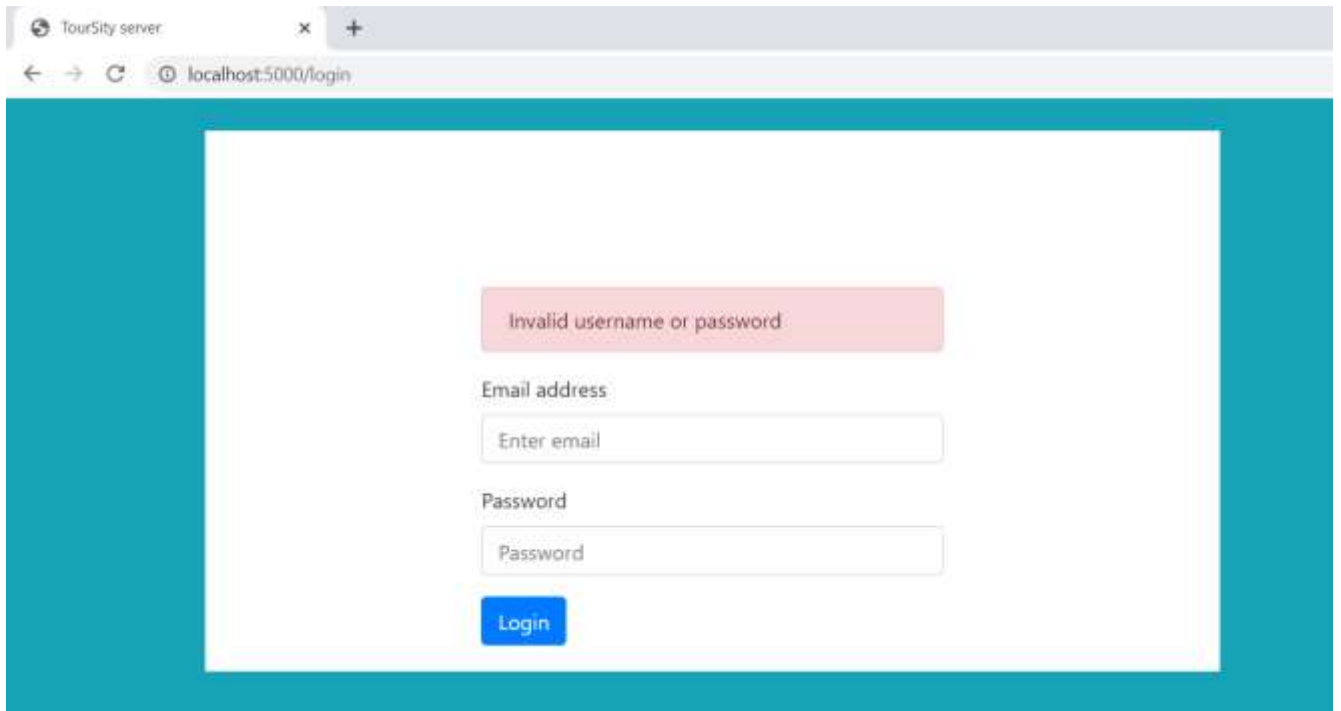 TourSity server
localhost:5000/login
Invalid username or password
Email address
Enter email
Password
Password
Login